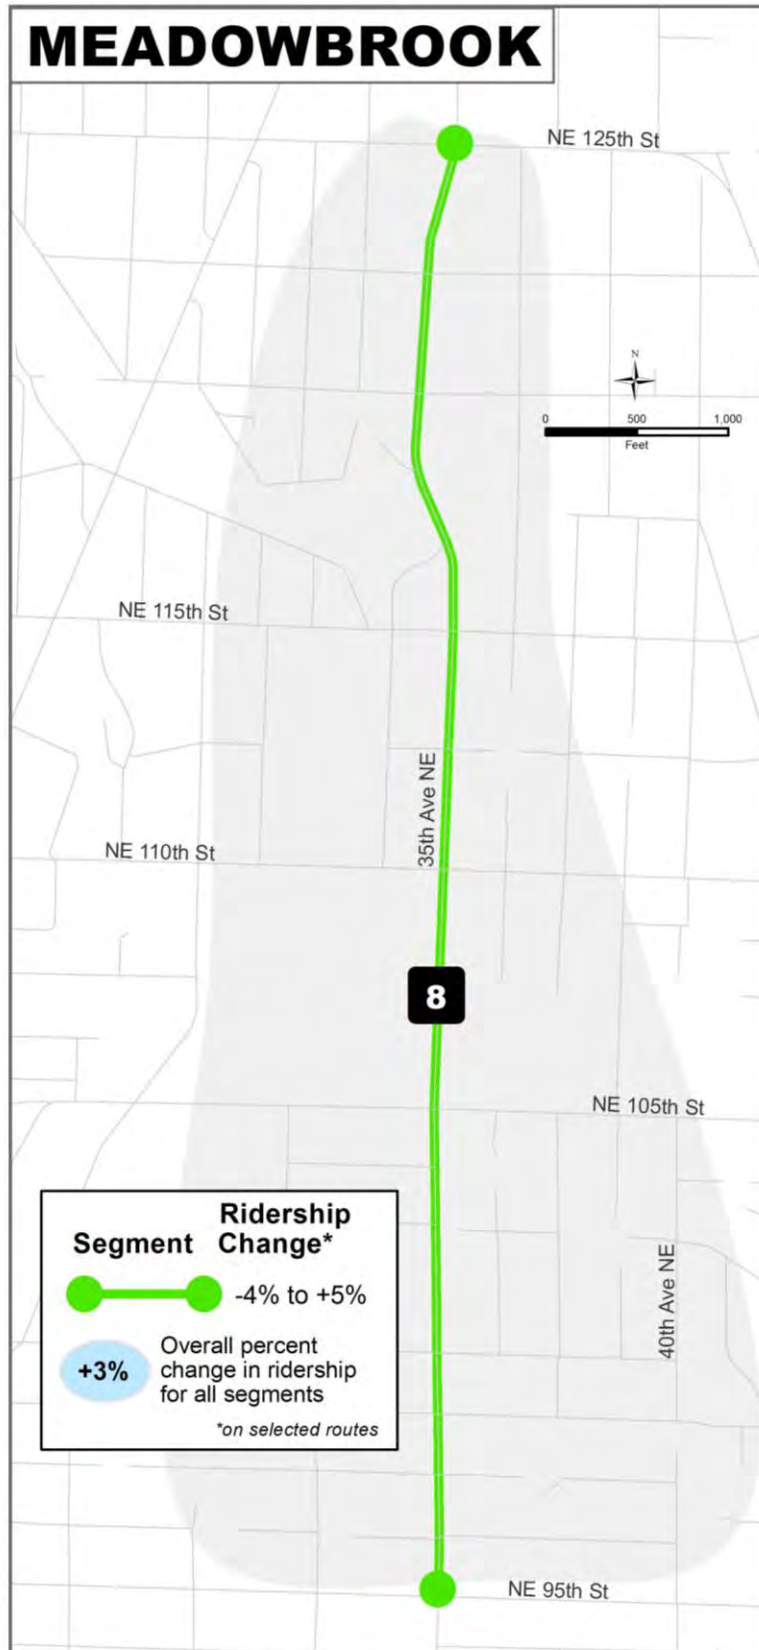 MEADOWBROOK
NE 125th St
N
0 500 1,000
Feet
NE 115th St
35th Ave NE
NE 110th St
8
NE 105th St
40th Ave NE
Segment
Ridership
Change*
-4% to +5%
+3%
Overall percent
change in ridership
for all segments
*on selected routes
NE 95th St